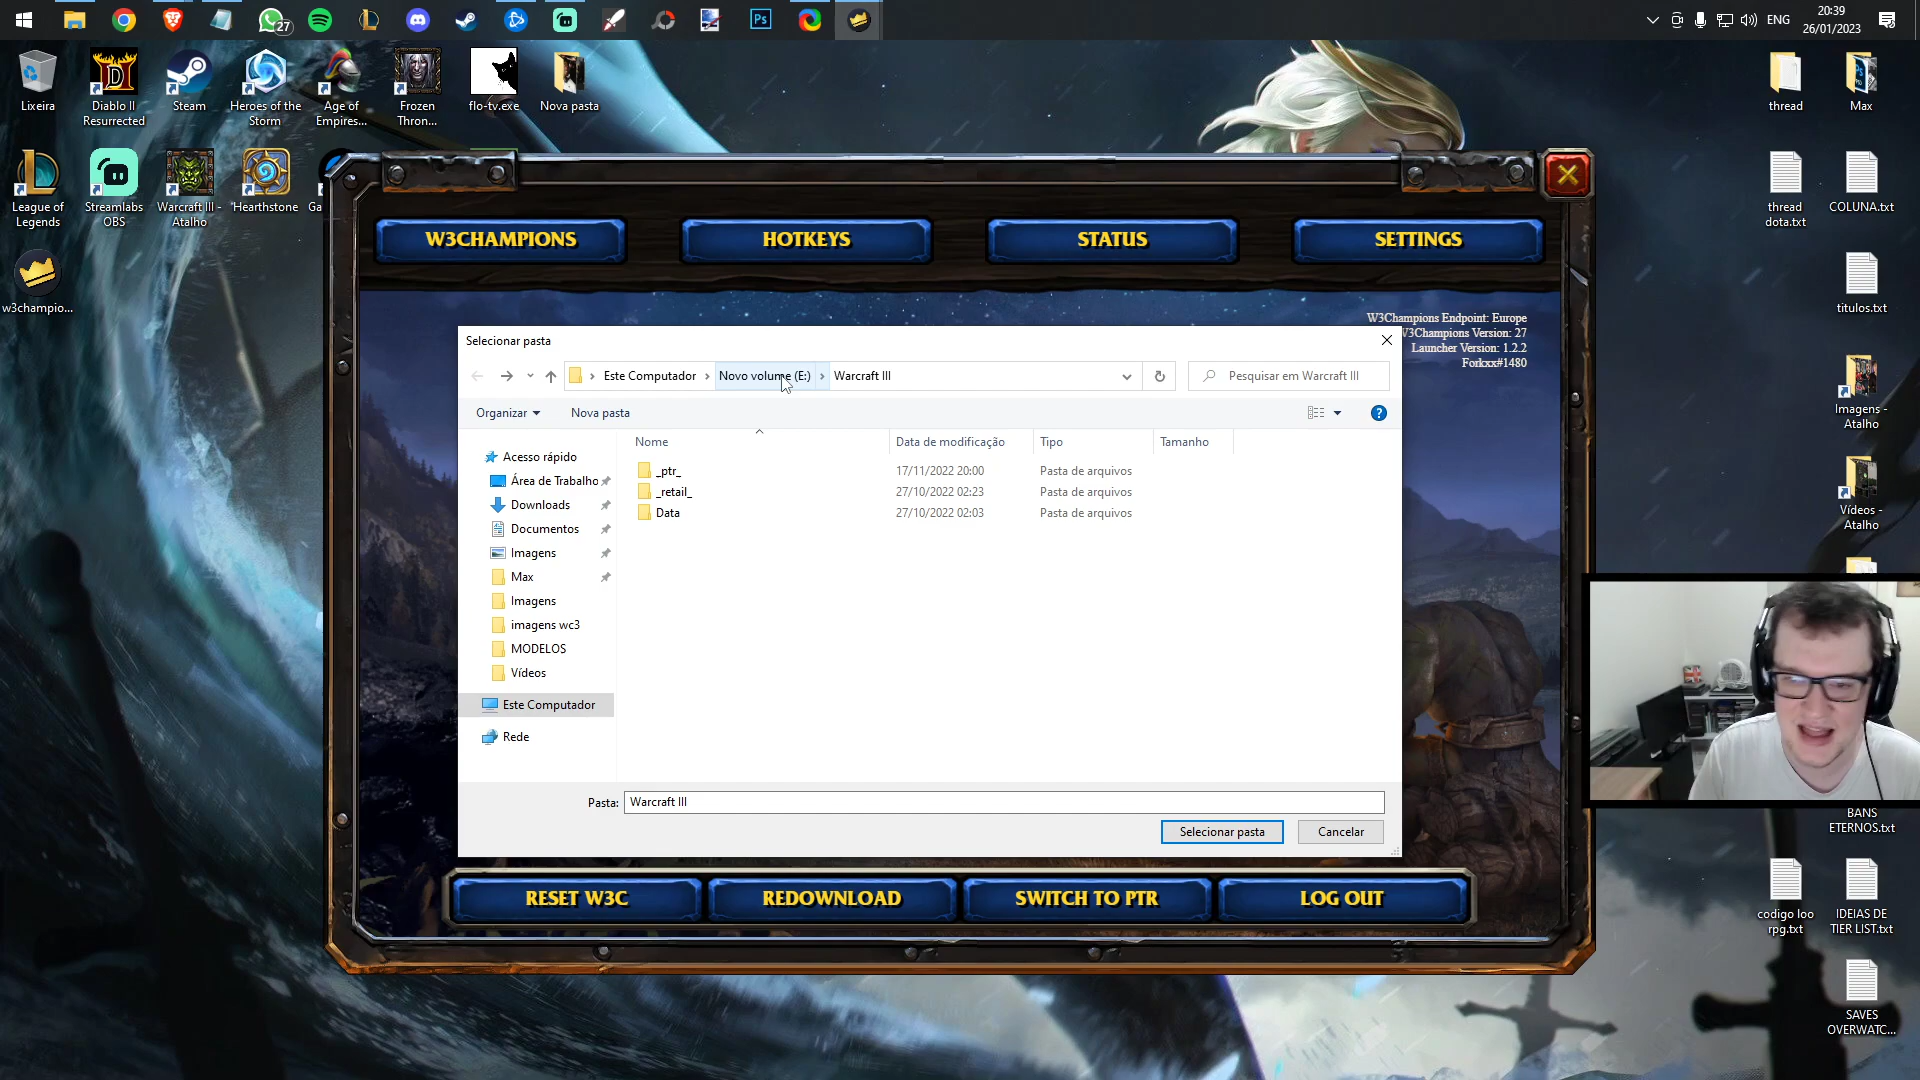 27
Ps
ENG
20:39
26/01/2023
Lixeira
Diablo II
Resurrected
Steam
Heroes of the
Storm
Age of
Empires...
Frozen
Thron...
flo-tv.exe
Nova pasta
thread
Max
League of
Legends
Streamlabs
OBS
Warcraft III -
Atalho
Hearthstone
Ga
thread
dota.txt
COLUNA.txt
w3champio...
titulos.txt
Imagens -
Atalho
Vídeos -
Atalho
BANS
ETERNOS.txt
codigo loo
rpg.txt
IDEIAS DE
TIER LIST.txt
SAVES
OVERWATC...
W3CHAMPIONS
HOTKEYS
STATUS
SETTINGS
W3Champions Endpoint: Europe
W3Champions Version: 27
Launcher Version: 1.2.2
Forkxx#1480
Selecionar pasta
Este Computador
Novo volume (E:)
Warcraft III
Pesquisar em Warcraft III
Organizar
Nova pasta
Nome
Data de modificação
Tipo
Tamanho
_ptr_
17/11/2022 20:00
Pasta de arquivos
_retail_
27/10/2022 02:23
Pasta de arquivos
Data
27/10/2022 02:03
Pasta de arquivos
Acesso rápido
Área de Trabalho
Downloads
Documentos
Imagens
Max
Imagens
imagens wc3
MODELOS
Vídeos
Este Computador
Rede
Pasta:
Warcraft III
Selecionar pasta
Cancelar
RESET W3C
REDOWNLOAD
SWITCH TO PTR
LOG OUT